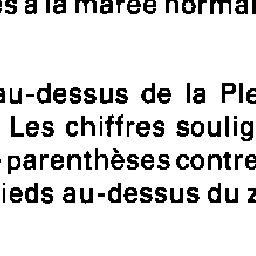 es à la marée normal
au-dessus de la Ple
Les chiffres soulig
parenthèses contre
ieds au-dessus du z